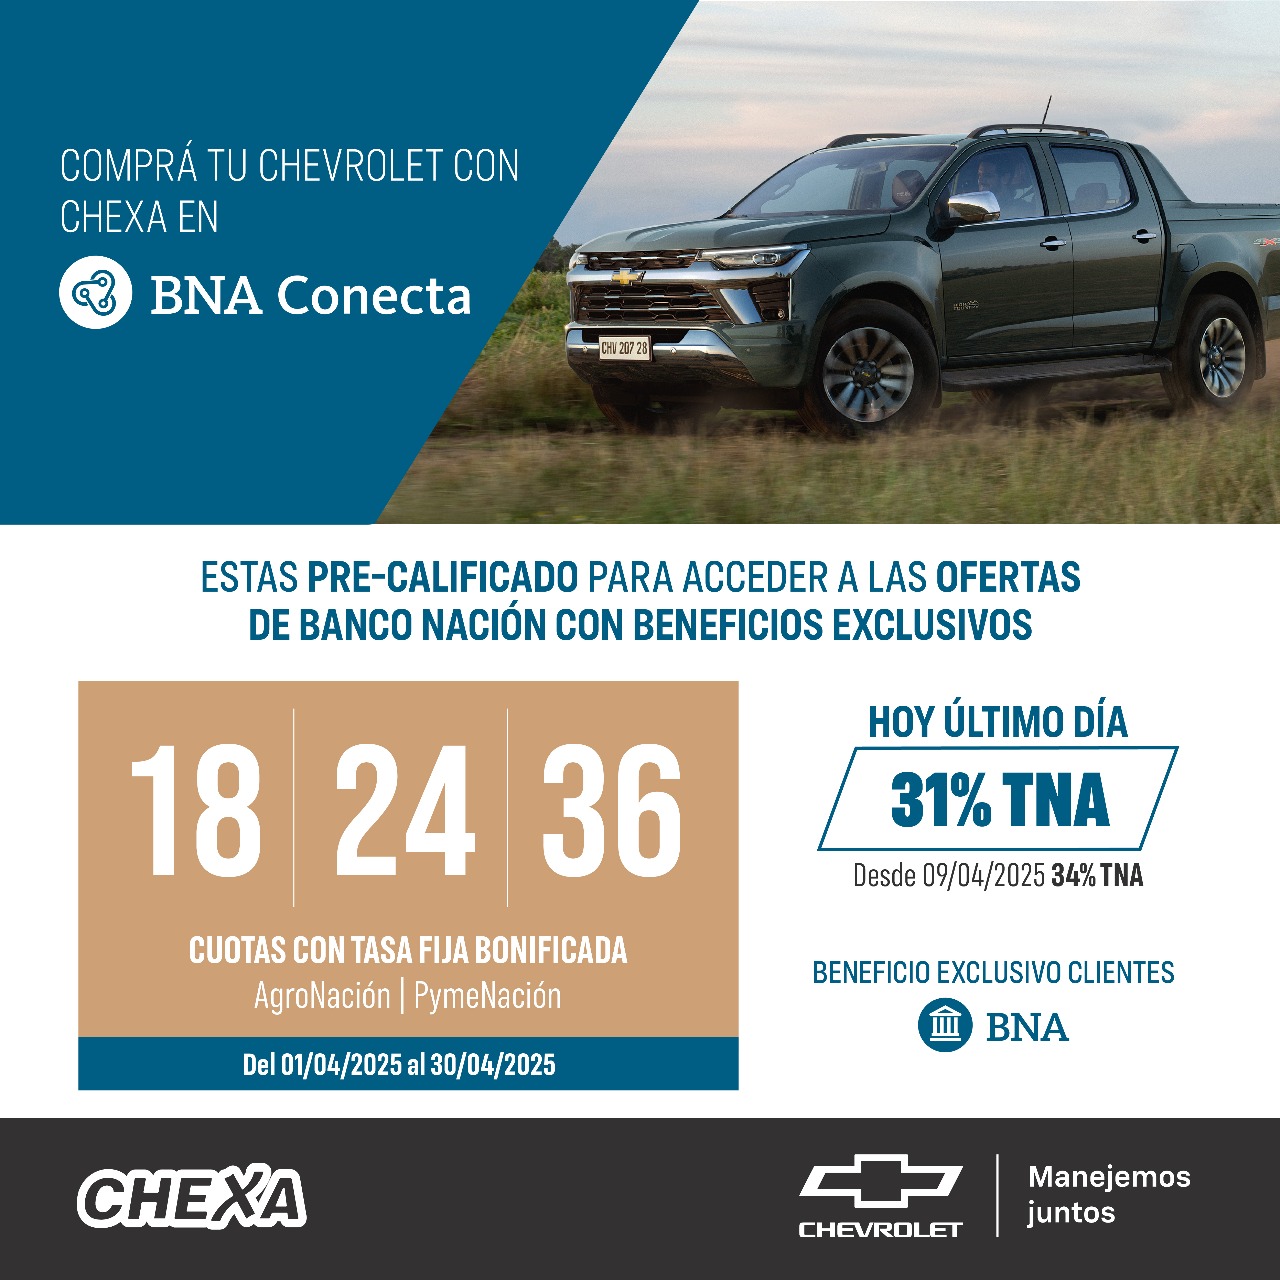 COMPRÁ TU CHEVROLET CON
CHEXA EN
BNA Conecta
CHV 207 28
ESTAS PRE-CALIFICADO PARA ACCEDER A LAS OFERTAS
DE BANCO NACIÓN CON BENEFICIOS EXCLUSIVOS
18 24 36
CUOTAS CON TASA FIJA BONIFICADA
AgroNación | PymeNación
Del 01/04/2025 al 30/04/2025
HOY ÚLTIMO DÍA
31% TNA
Desde 09/04/2025 34% TNA
BENEFICIO EXCLUSIVO CLIENTES
BNA
CHEXA
CHEVROLET
Manejemos
juntos